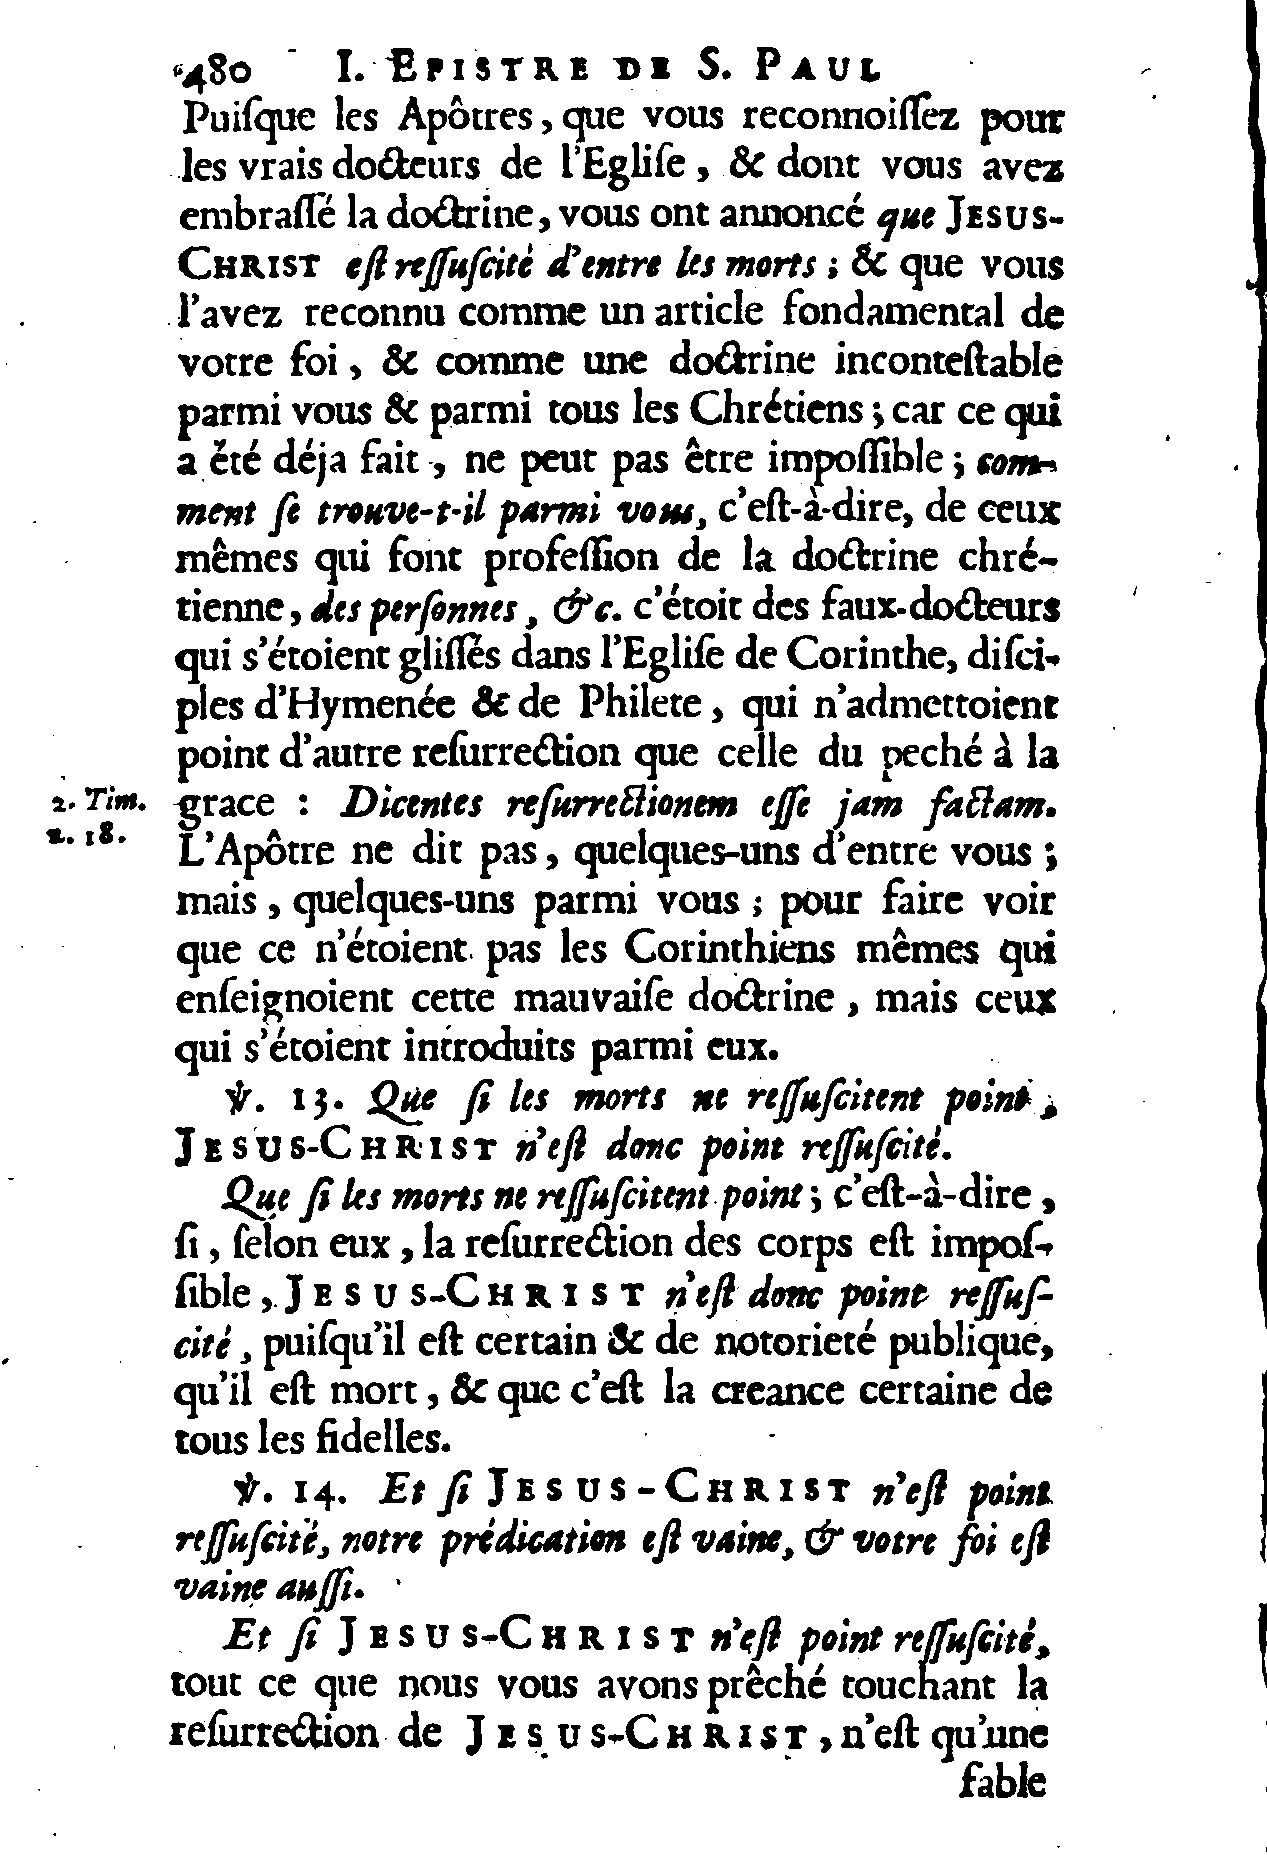 480 I. EPISTRE DE S. PAUL
Puiſque les Apôtres, que vous reconnoiſſez pour
les vrais docteurs de l'Egliſe, & dont vous avez
embraſſé la doctrine, vous ont annoncé que JESUS-
CHRIST eſt reſſuſcité d'entre les morts; & que vous
l'avez reconnu comme un article fondamental de
votre foi, & comme une doctrine inconteſtable
parmi vous & parmi tous les Chrétiens; car ce qui
a été déja fait, ne peut pas être impoſſible; com-
ment ſe trouve-t-il parmi vous, c'eſt-à-dire, de ceux
mêmes qui font profeſſion de la doctrine chré-
tienne, des perſonnes, &c. c'étoit des faux-docteurs
qui s'étoient gliſſés dans l'Egliſe de Corinthe, diſci-
ples d'Hymenée & de Philete, qui n'admettoient
point d'autre reſurrection que celle du peché à la
2. Tim. grace : Dicentes reſurrectionem eſſe jam factam.
2. 18. L'Apôtre ne dit pas, quelques-uns d'entre vous;
mais, quelques-uns parmi vous; pour faire voir
que ce n'étoient pas les Corinthiens mêmes qui
enſeignoient cette mauvaiſe doctrine, mais ceux
qui s'étoient introduits parmi eux.
℣. 13. Que ſi les morts ne reſſuſcitent point,
JESUS-CHRIST n'eſt donc point reſſuſcité.
Que ſi les morts ne reſſuſcitent point; c'eſt-à-dire,
ſi, ſelon eux, la reſurrection des corps eſt impoſ-
ſible, JESUS-CHRIST n'eſt donc point reſſuſ-
cité, puiſqu'il eſt certain & de notorieté publique,
qu'il eſt mort, & que c'eſt la creance certaine de
tous les fidelles.
℣. 14. Et ſi JESUS-CHRIST n'eſt point
reſſuſcité, notre prédication eſt vaine, & votre foi eſt
vaine auſſi.
Et ſi JESUS-CHRIST n'eſt point reſſuſcité,
tout ce que nous vous avons prêché touchant la
reſurrection de JESUS-CHRIST, n'eſt qu'une
fable